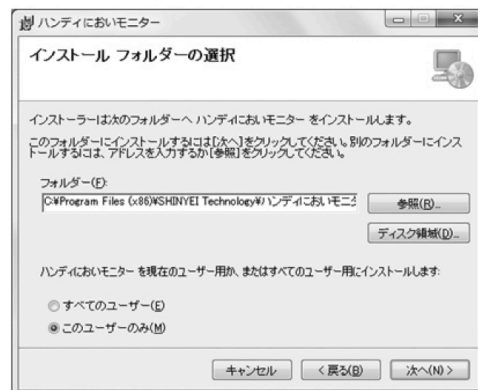 ハンディにおいモニター
インストール フォルダーの選択
インストーラーは次のフォルダーへ ハンディにおいモニター をインストールします。
このフォルダーにインストールするには[次へ]をクリックしてください。別のフォルダーにインス
トールするには、アドレスを入力するか[参照]をクリックしてください。
フォルダー(F):
C:¥Program Files (x86)¥SHINYEI Technology¥ハンディにおいモニタ
参照(R)...
ディスク領域(D)...
ハンディにおいモニター を現在のユーザー用か、またはすべてのユーザー用にインストールします:
すべてのユーザー(E)
このユーザーのみ(M)
キャンセル
< 戻る(B)
次へ(N) >